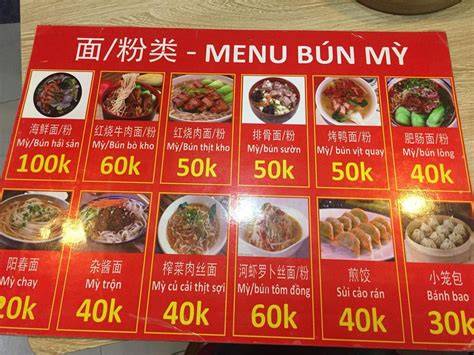 面/粉类 - MENU BÚN MỲ
海鲜面/粉
Mỳ/Bún hải sản
100k
红烧牛肉面/粉
Mỳ/Bún bò kho
60k
红烧肉面/粉
Mỳ/Bún thịt kho
50k
排骨面/粉
Mỳ/bún sườn
50k
烤鸭面/粉
Mỳ/ bún vịt quay
50k
肥肠面/粉
Mỳ/bún lòng
40k
阳春面
Mỳ chay
20k
杂酱面
Mỳ trộn
40k
榨菜肉丝面
Mỳ củ cải thịt sợi
40k
河虾罗卜丝面/粉
Mỳ/bún tôm đồng
60k
煎饺
Sủi cảo rán
40k
小笼包
Bánh bao
30k